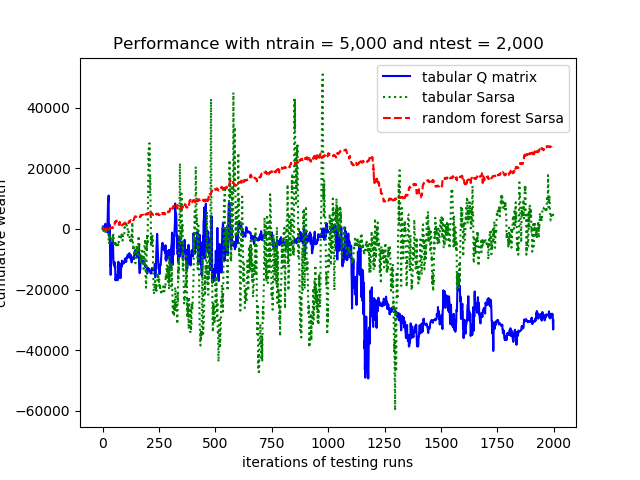 Performance with ntrain = 5,000 and ntest = 2,000
tabular Q matrix
tabular Sarsa
random forest Sarsa
40000
20000
0
−20000
−40000
−60000
cumulative wealth
0 250 500 750 1000 1250 1500 1750 2000
iterations of testing runs